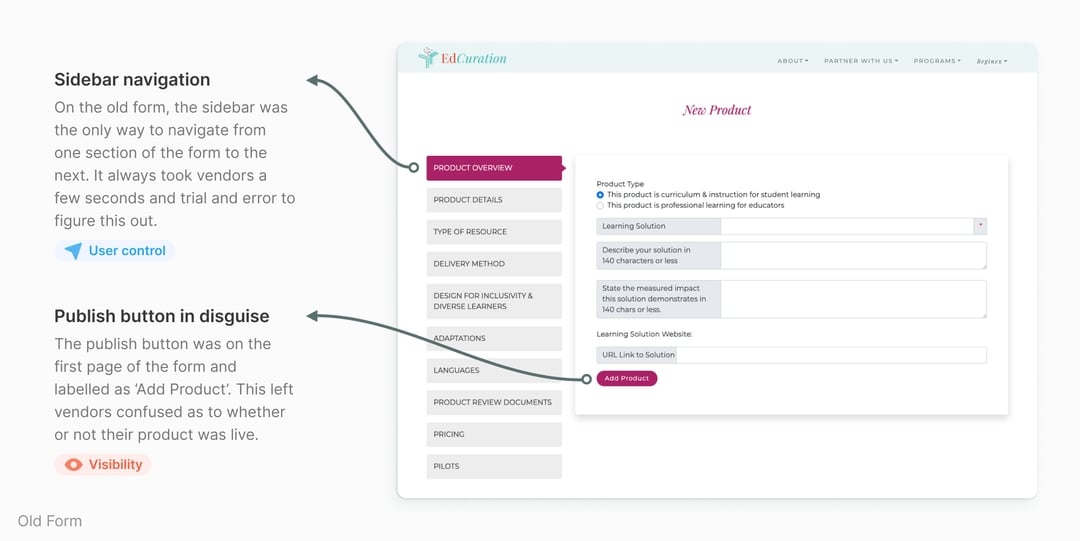 Sidebar navigation
On the old form, the sidebar was
the only way to navigate from
one section of the form to the
next. It always took vendors a
few seconds and trial and error to
figure this out.
User control
Publish button in disguise
The publish button was on the
first page of the form and
labelled as ‘Add Product’. This left
vendors confused as to whether
or not their product was live.
Visibility
Old Form
EdCuration
ABOUT
PARTNER WITH US
PROGRAMS
Beginex
New Product
PRODUCT OVERVIEW
PRODUCT DETAILS
TYPE OF RESOURCE
DELIVERY METHOD
DESIGN FOR INCLUSIVITY &
DIVERSE LEARNERS
ADAPTATIONS
LANGUAGES
PRODUCT REVIEW DOCUMENTS
PRICING
PILOTS
Product Type
This product is curriculum & instruction for student learning
This product is professional learning for educators
Learning Solution
Describe your solution in
140 characters or less
State the measured impact
this solution demonstrates in
140 chars or less.
Learning Solution Website:
URL Link to Solution
Add Product